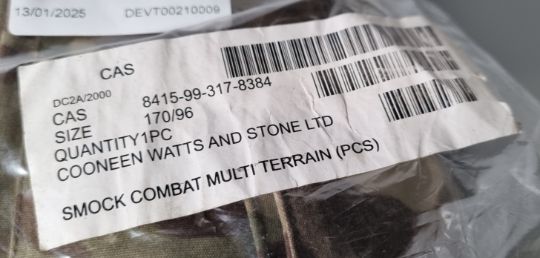 13/01/2025 DEVT00210009
CAS
DC2A/2000
CAS 8415-99-317-8384
SIZE 170/96
QUANTITY1PC
COONEEN WATTS AND STONE LTD
SMOCK COMBAT MULTI TERRAIN (PCS)